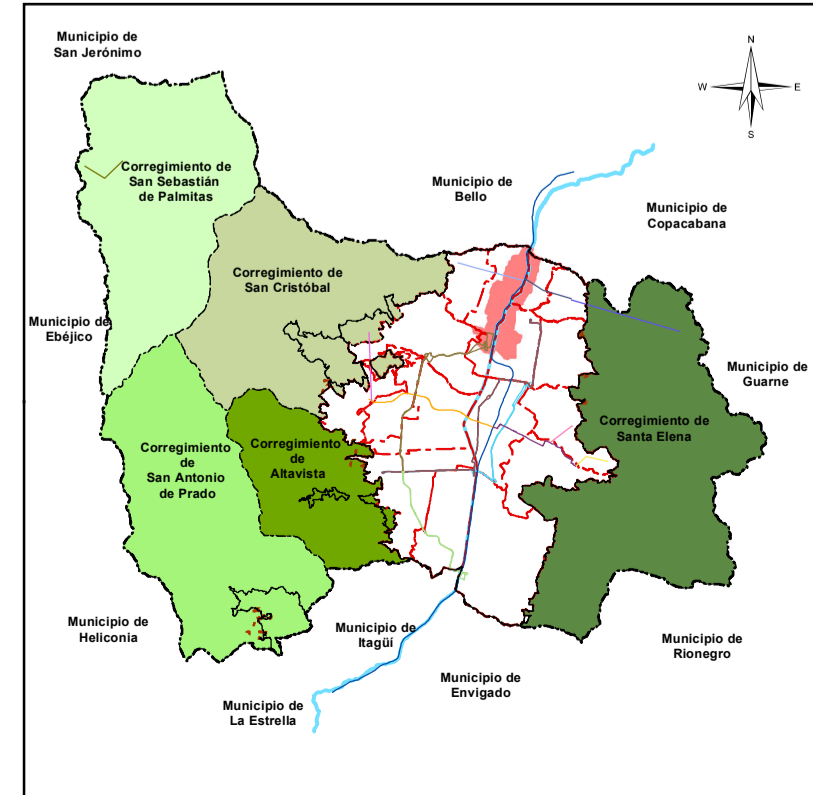 Municipio de
San Jerónimo
N
W
E
S
Corregimiento de
San Sebastián
de Palmitas
Municipio de
Bello
Municipio de
Copacabana
Corregimiento de
San Cristóbal
Municipio de
Ebéjico
Municipio de
Guarne
Corregimiento de
Santa Elena
Corregimiento
de
San Antonio
de Prado
Corregimiento
de
Altavista
Municipio de
Heliconia
Municipio de
Itagüí
Municipio de
Rionegro
Municipio de
Envigado
Municipio de
La Estrella